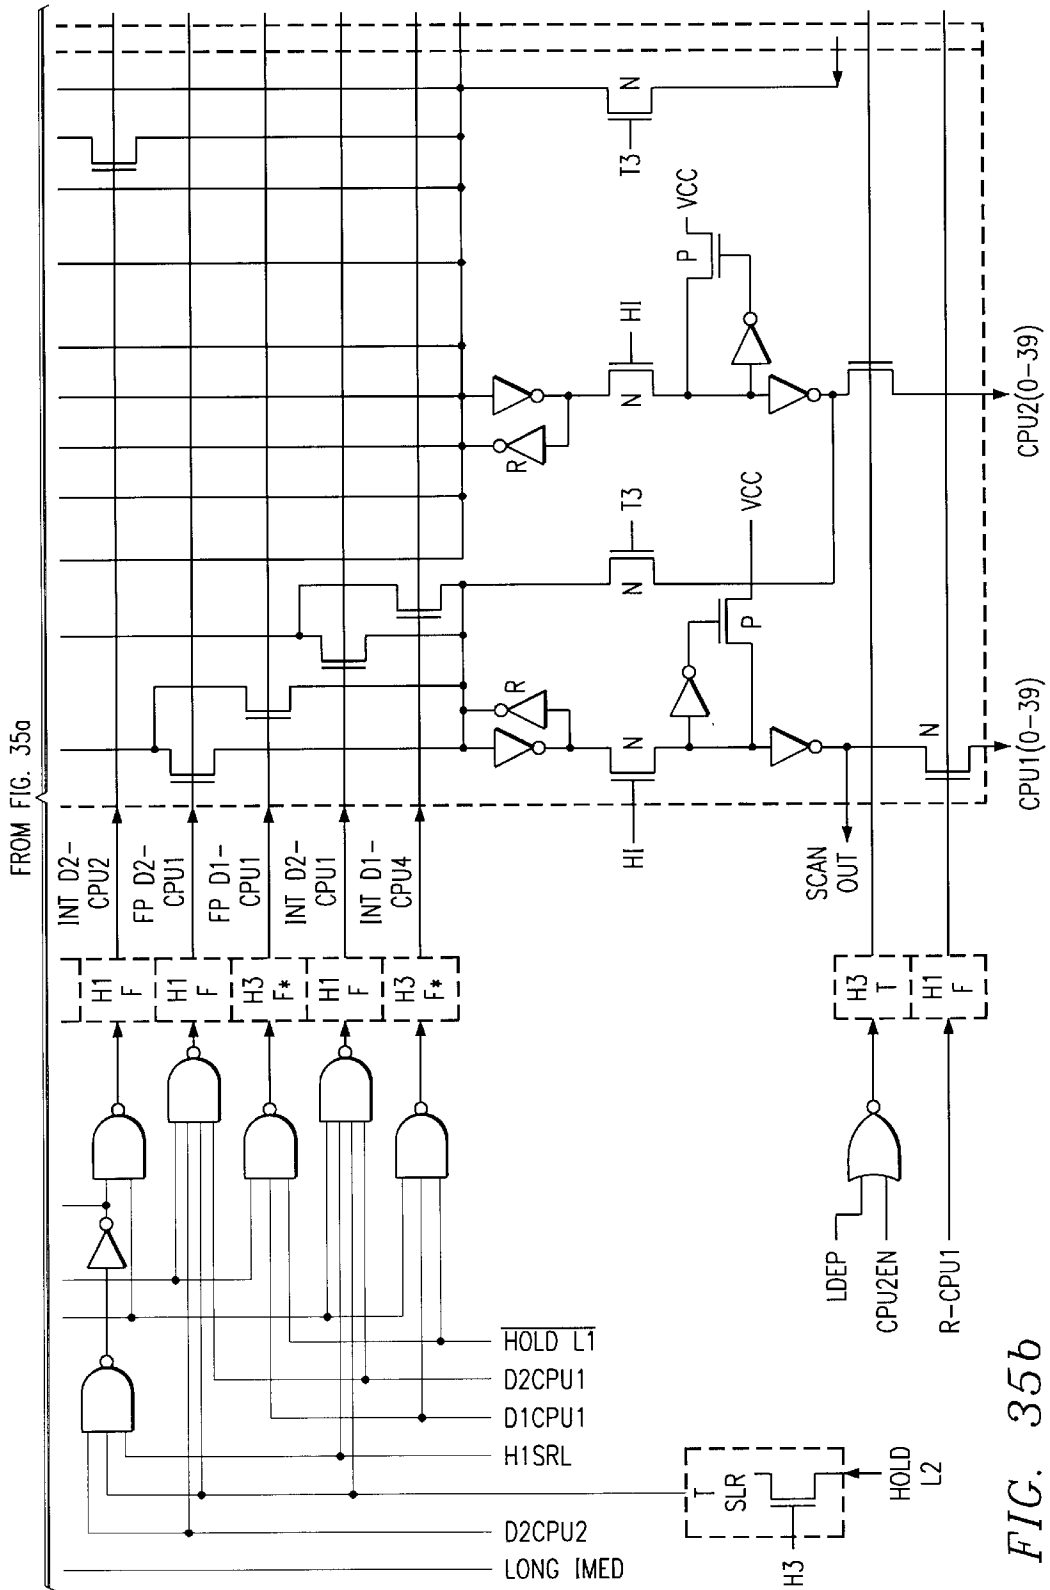 FROM FIG. 35a
INT D2-
CPU2
FP D2-
CPU1
FP D1-
CPU1
INT D2-
CPU1
INT D1-
CPU4
H1
F
H1
F
H3
F*
H1
F
H3
F*
T3
N
VCC
P
HI
N
R
T3
N
VCC
P
R
N
HI
N
SCAN
OUT
CPU1(0-39)
CPU2(0-39)
H3
T
H1
F
LDEP
CPU2EN
R-CPU1
HOLD L1
D2CPU1
D1CPU1
H1SRL
D2CPU2
LONG IMED
T
SLR
H3
HOLD
L2
FIG. 35b